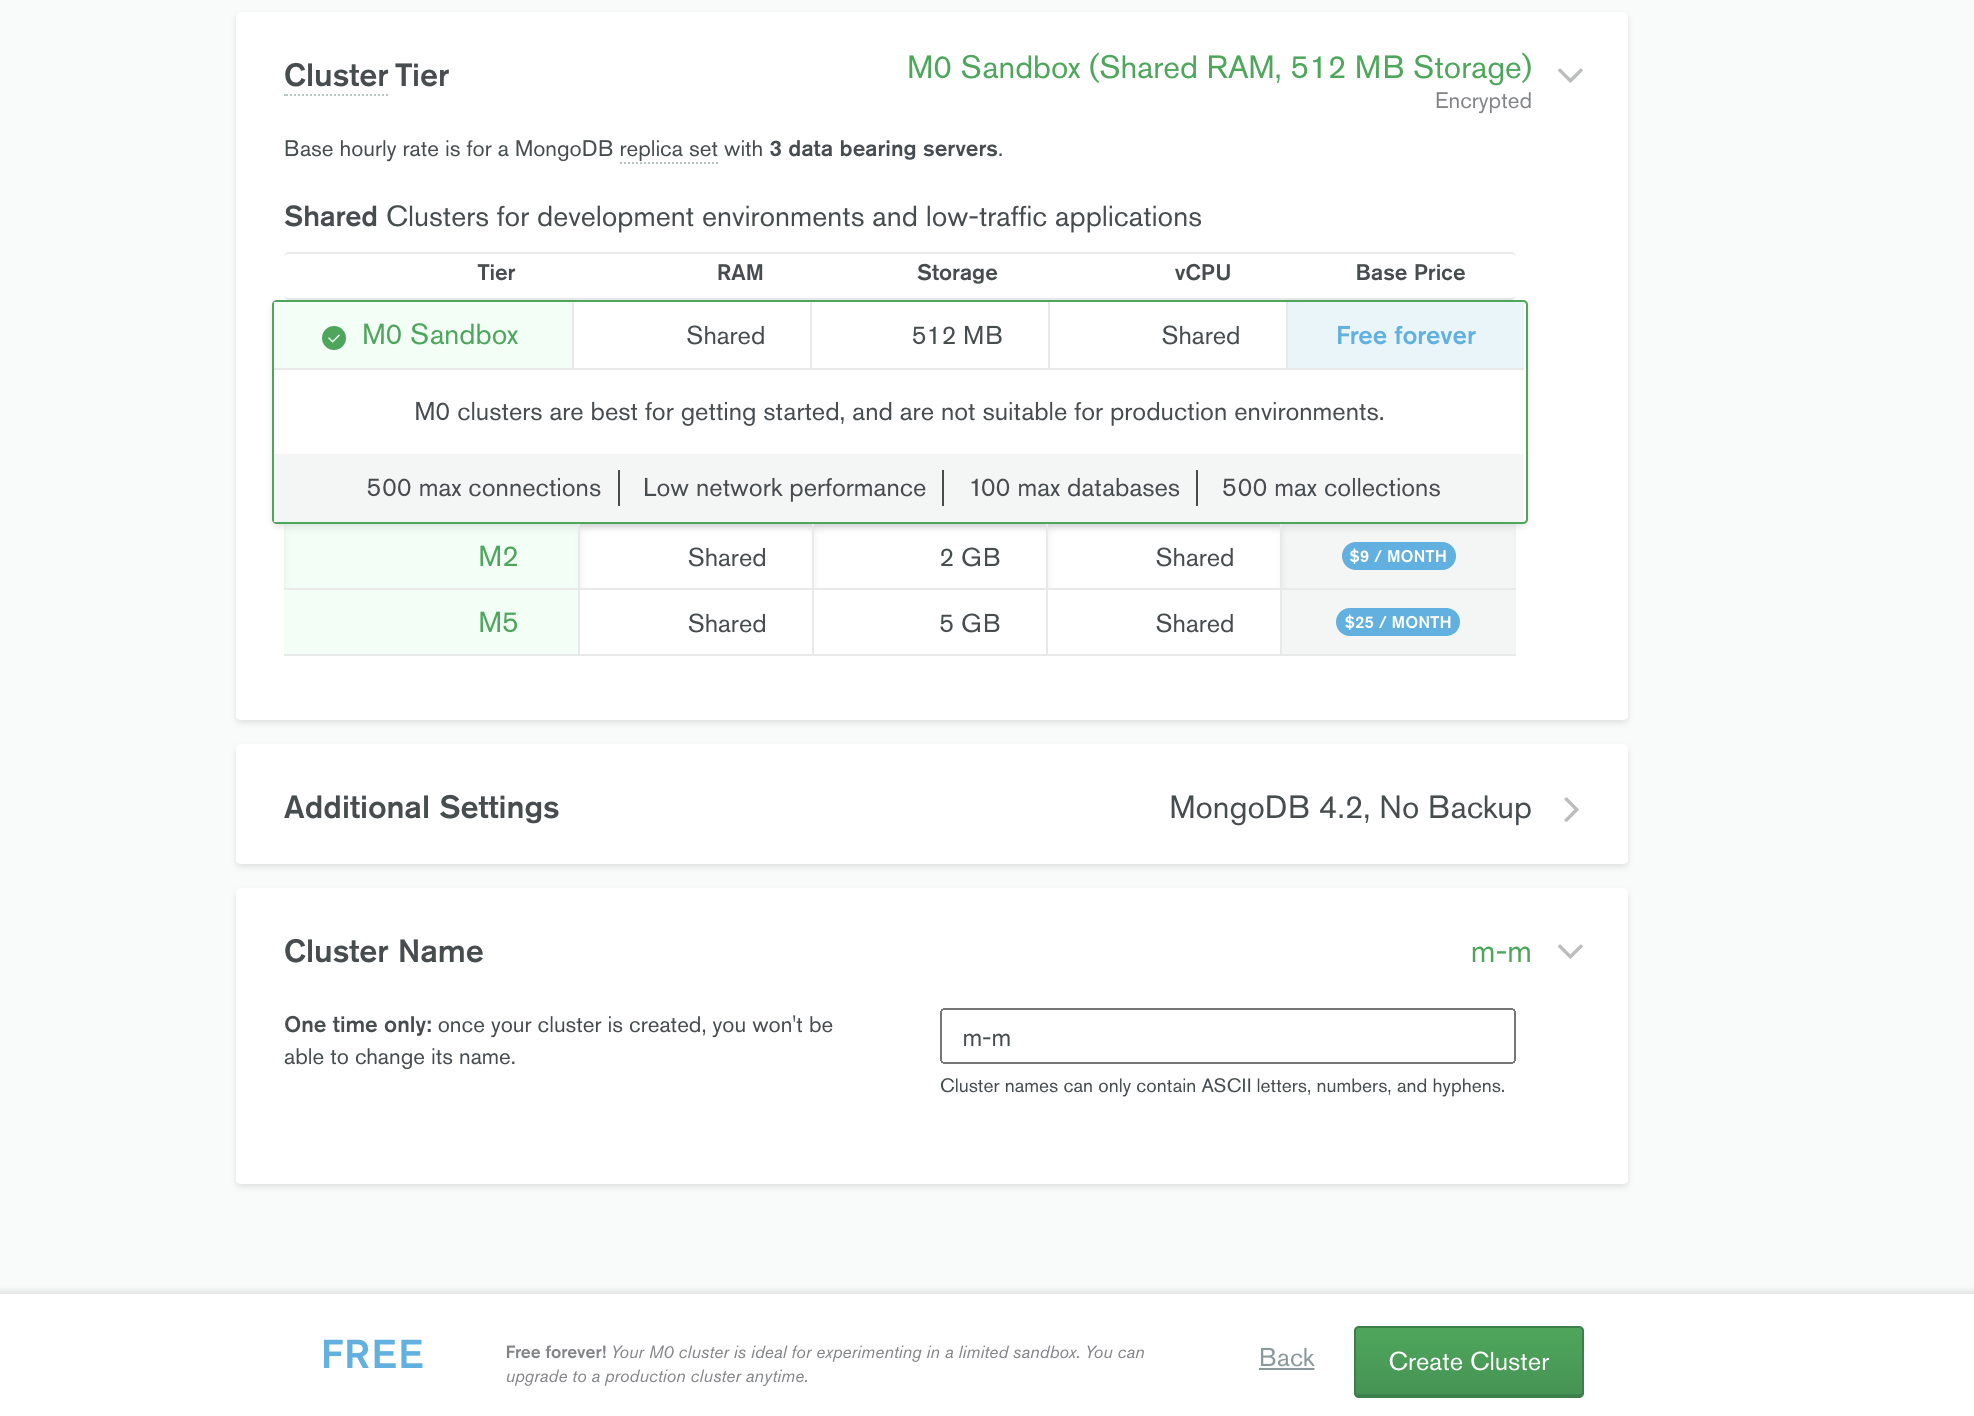 Cluster Tier
M0 Sandbox (Shared RAM, 512 MB Storage)
Encrypted
Base hourly rate is for a MongoDB replica set with 3 data bearing servers.
Shared Clusters for development environments and low-traffic applications
Tier RAM Storage vCPU Base Price
M0 Sandbox Shared 512 MB Shared Free forever
M0 clusters are best for getting started, and are not suitable for production environments.
500 max connections Low network performance 100 max databases 500 max collections
M2 Shared 2 GB Shared $9 / MONTH
M5 Shared 5 GB Shared $25 / MONTH
Additional Settings MongoDB 4.2, No Backup
Cluster Name m-m
One time only: once your cluster is created, you won't be
able to change its name.
m-m
Cluster names can only contain ASCII letters, numbers, and hyphens.
FREE
Free forever! Your M0 cluster is ideal for experimenting in a limited sandbox. You can
upgrade to a production cluster anytime.
Back
Create Cluster